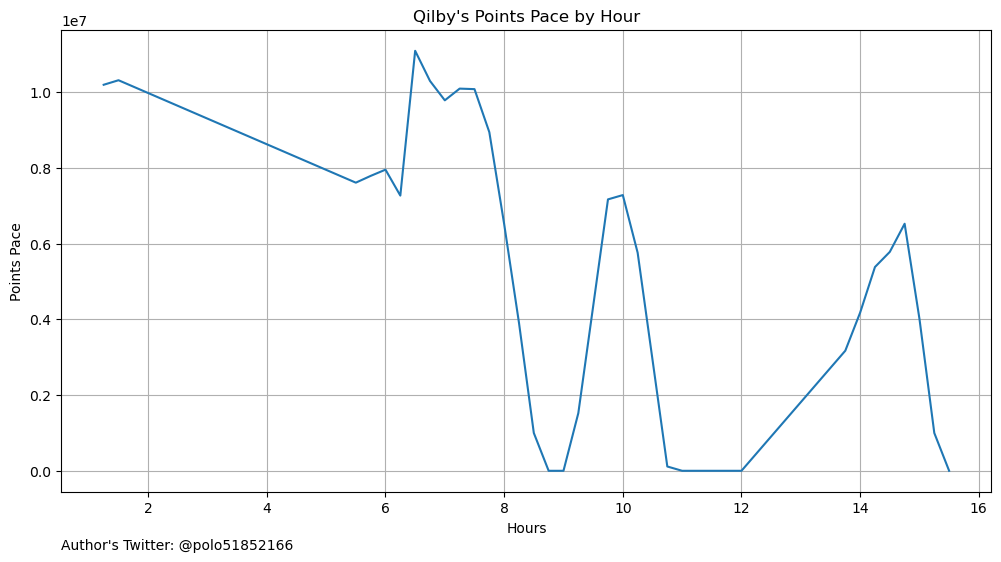 Qilby's Points Pace by Hour
1e7
1.0
0.8
0.6
0.4
0.2
0.0
Points Pace
2 4 6 8 10 12 14 16
Hours
Author's Twitter: @polo51852166